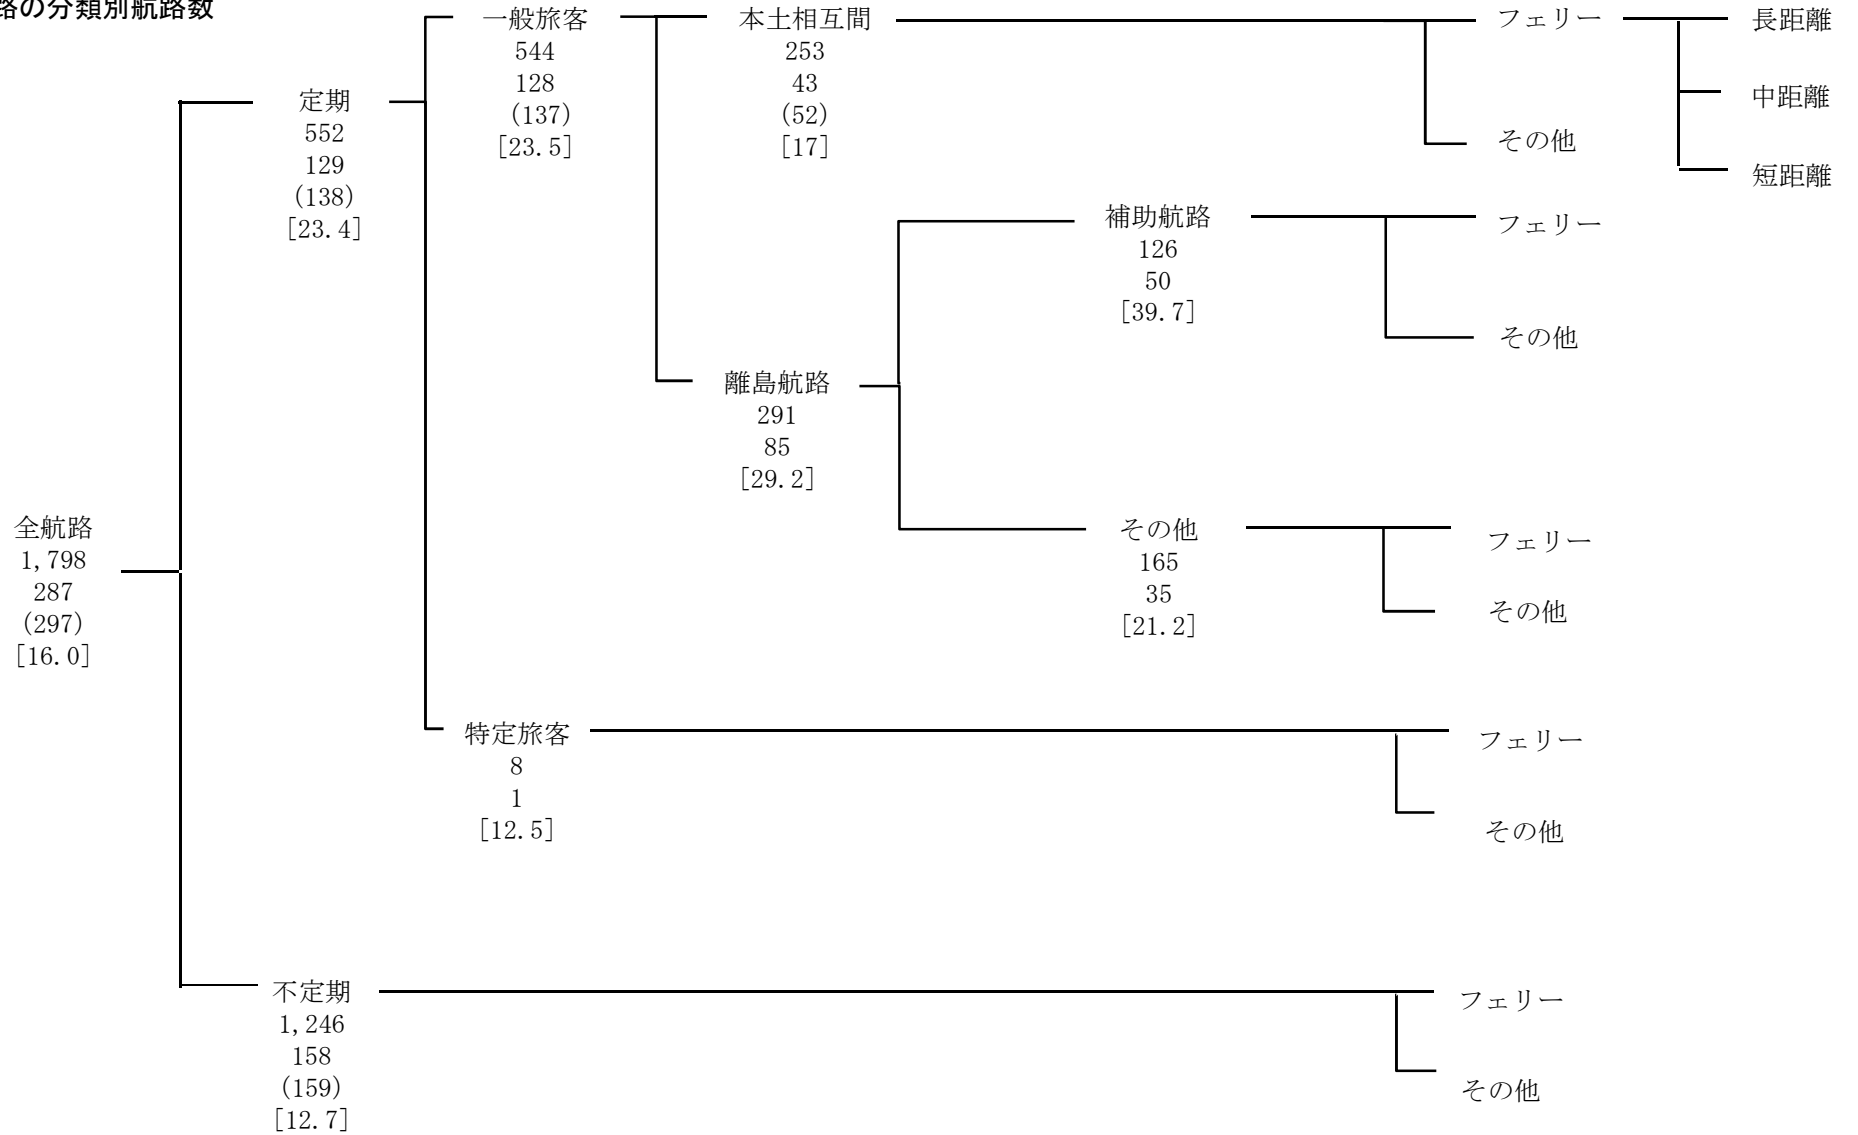 路の分類別航路数
一般旅客
544
128
(137)
[23.5]
本土相互間
253
43
(52)
[17]
フェリー
長距離
中距離
短距離
その他
定期
552
129
(138)
[23.4]
補助航路
126
50
[39.7]
フェリー
その他
離島航路
291
85
[29.2]
その他
165
35
[21.2]
フェリー
その他
全航路
1,798
287
(297)
[16.0]
特定旅客
8
1
[12.5]
フェリー
その他
不定期
1,246
158
(159)
[12.7]
フェリー
その他